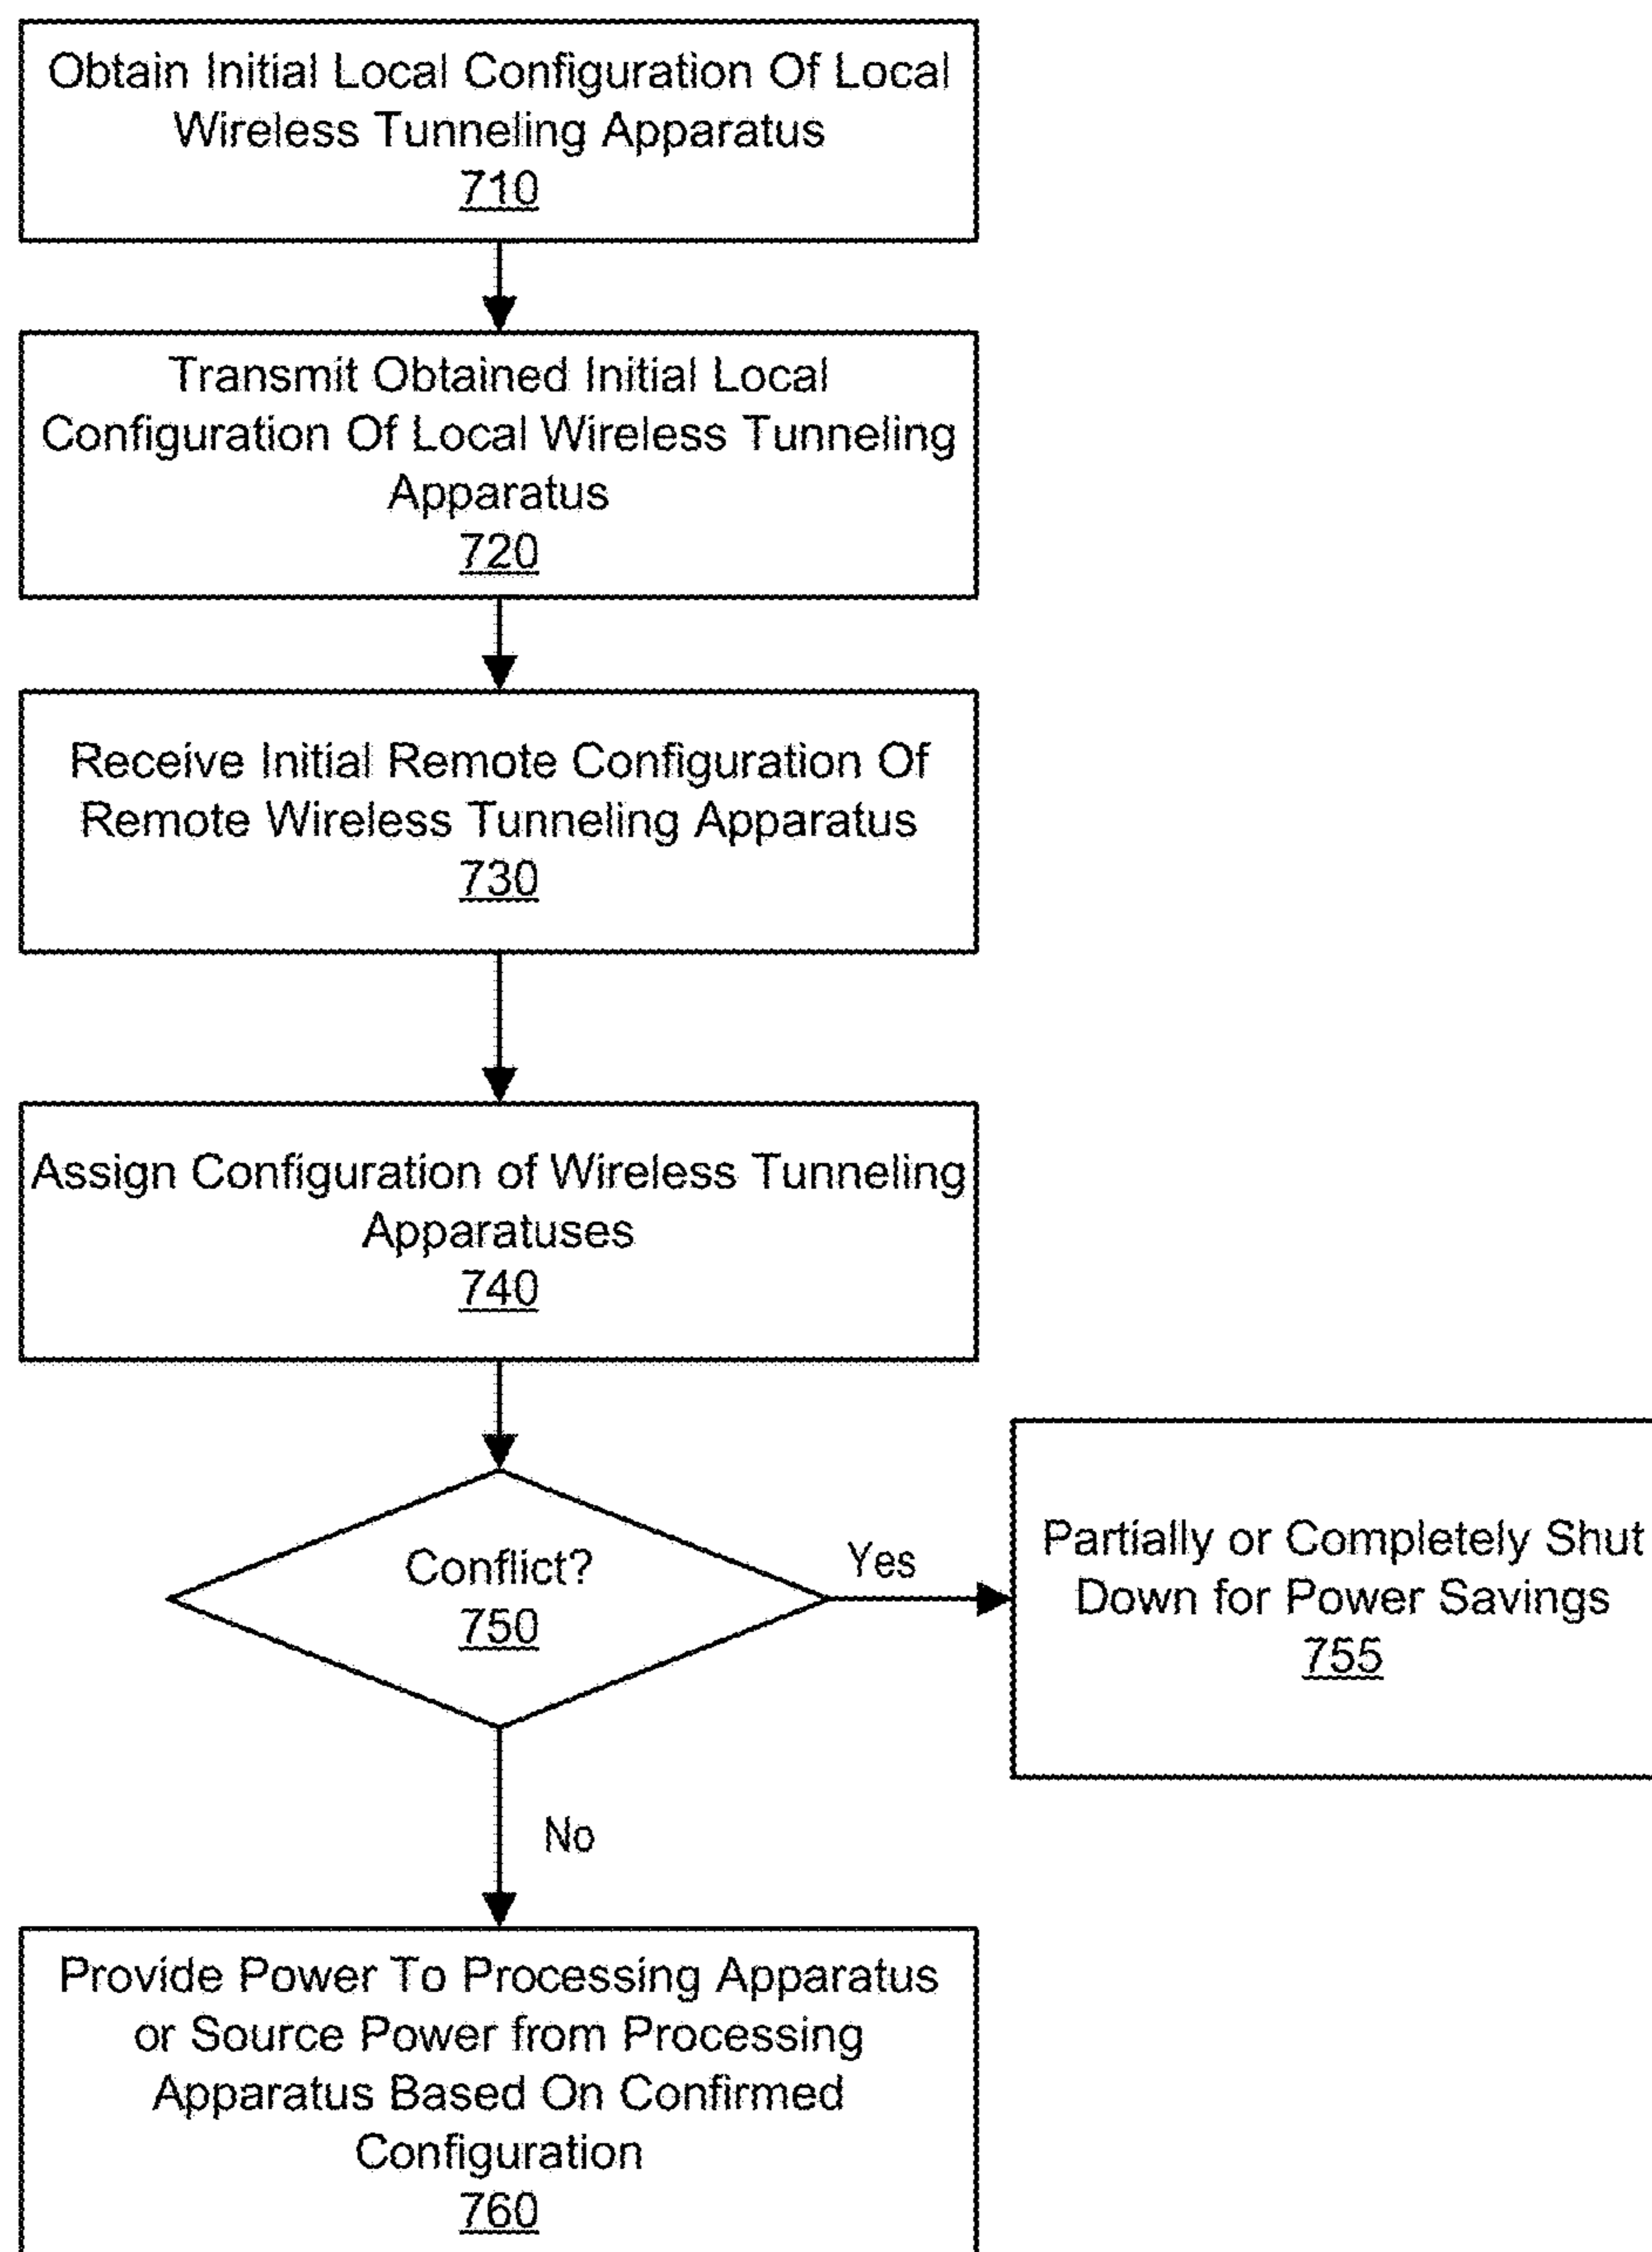 Obtain Initial Local Configuration Of Local
Wireless Tunneling Apparatus
710
Transmit Obtained Initial Local
Configuration Of Local Wireless Tunneling
Apparatus
720
Receive Initial Remote Configuration Of
Remote Wireless Tunneling Apparatus
730
Assign Configuration of Wireless Tunneling
Apparatuses
740
Conflict?
750
Yes
Partially or Completely Shut
Down for Power Savings
755
No
Provide Power To Processing Apparatus
or Source Power from Processing
Apparatus Based On Confirmed
Configuration
760